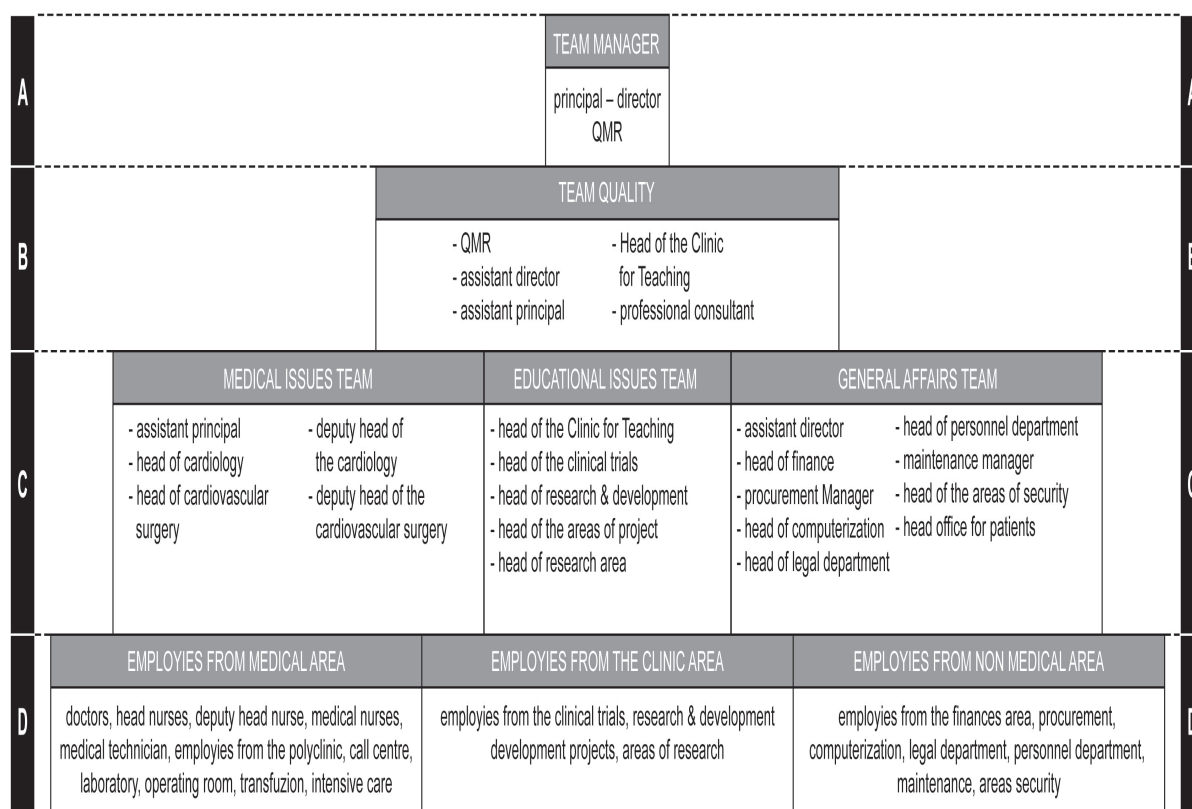 A
TEAM MANAGER
principal – director
QMR
B
TEAM QUALITY
- QMR
- assistant director
- assistant principal
- Head of the Clinic
for Teaching
- professional consultant
C
MEDICAL ISSUES TEAM
- assistant principal
- head of cardiology
- head of cardiovascular
surgery
- deputy head of
the cardiology
- deputy head of the
cardiovascular surgery
EDUCATIONAL ISSUES TEAM
- head of the Clinic for Teaching
- head of the clinical trials
- head of research & development
- head of the areas of project
- head of research area
GENERAL AFFAIRS TEAM
- assistant director
- head of finance
- procurement Manager
- head of computerization
- head of legal department
- head of personnel department
- maintenance manager
- head of the areas of security
- head office for patients
D
EMPLOYIES FROM MEDICAL AREA
doctors, head nurses, deputy head nurse, medical nurses,
medical technician, employies from the polyclinic, call centre,
laboratory, operating room, transfuzion, intensive care
EMPLOYIES FROM THE CLINIC AREA
employies from the clinical trials, research & development
development projects, areas of research
EMPLOYIES FROM NON MEDICAL AREA
employies from the finances area, procurement,
computerization, legal department, personnel department,
maintenance, areas security